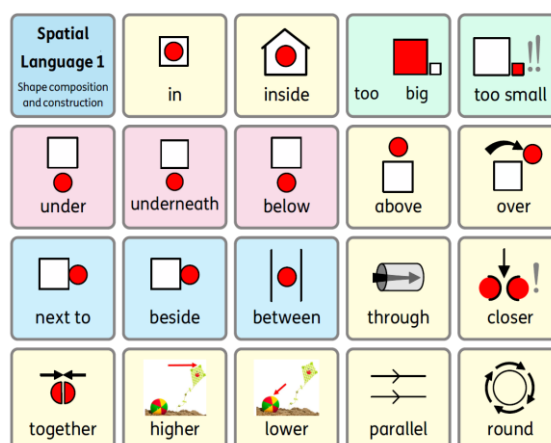 Spatial
Language 1
Shape composition
and construction
in
inside
too big
too small
under
underneath
below
above
over
next to
beside
between
through
closer
together
higher
lower
parallel
round